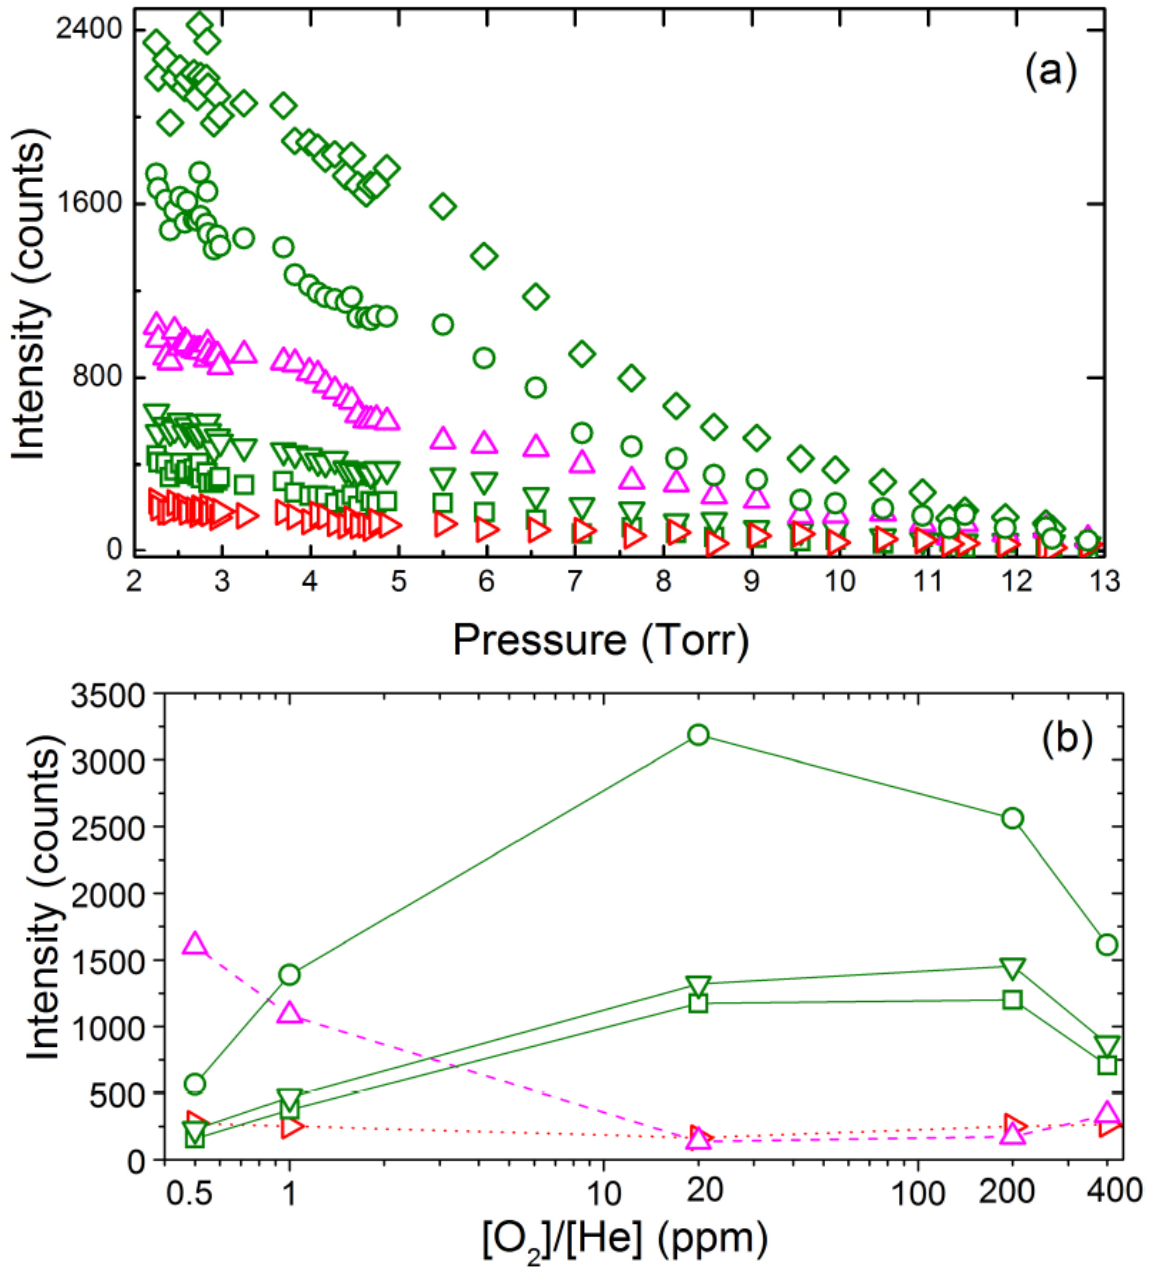 2400
1600
800
0
Intensity (counts)
(a)
2 3 4 5 6 7 8 9 10 11 12 13
Pressure (Torr)
3500
3000
2500
2000
1500
1000
500
0
Intensity (counts)
(b)
0.5 1 10 20 100 200 400
[O₂]/[He] (ppm)